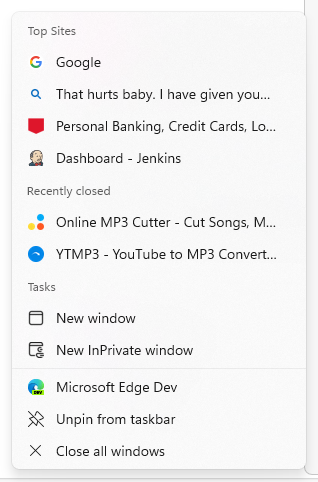 Top Sites
Google
That hurts baby. I have given you...
Personal Banking, Credit Cards, Lo...
Dashboard - Jenkins
Recently closed
Online MP3 Cutter - Cut Songs, M...
YTMP3 - YouTube to MP3 Convert...
Tasks
New window
New InPrivate window
DEV Microsoft Edge Dev
Unpin from taskbar
Close all windows